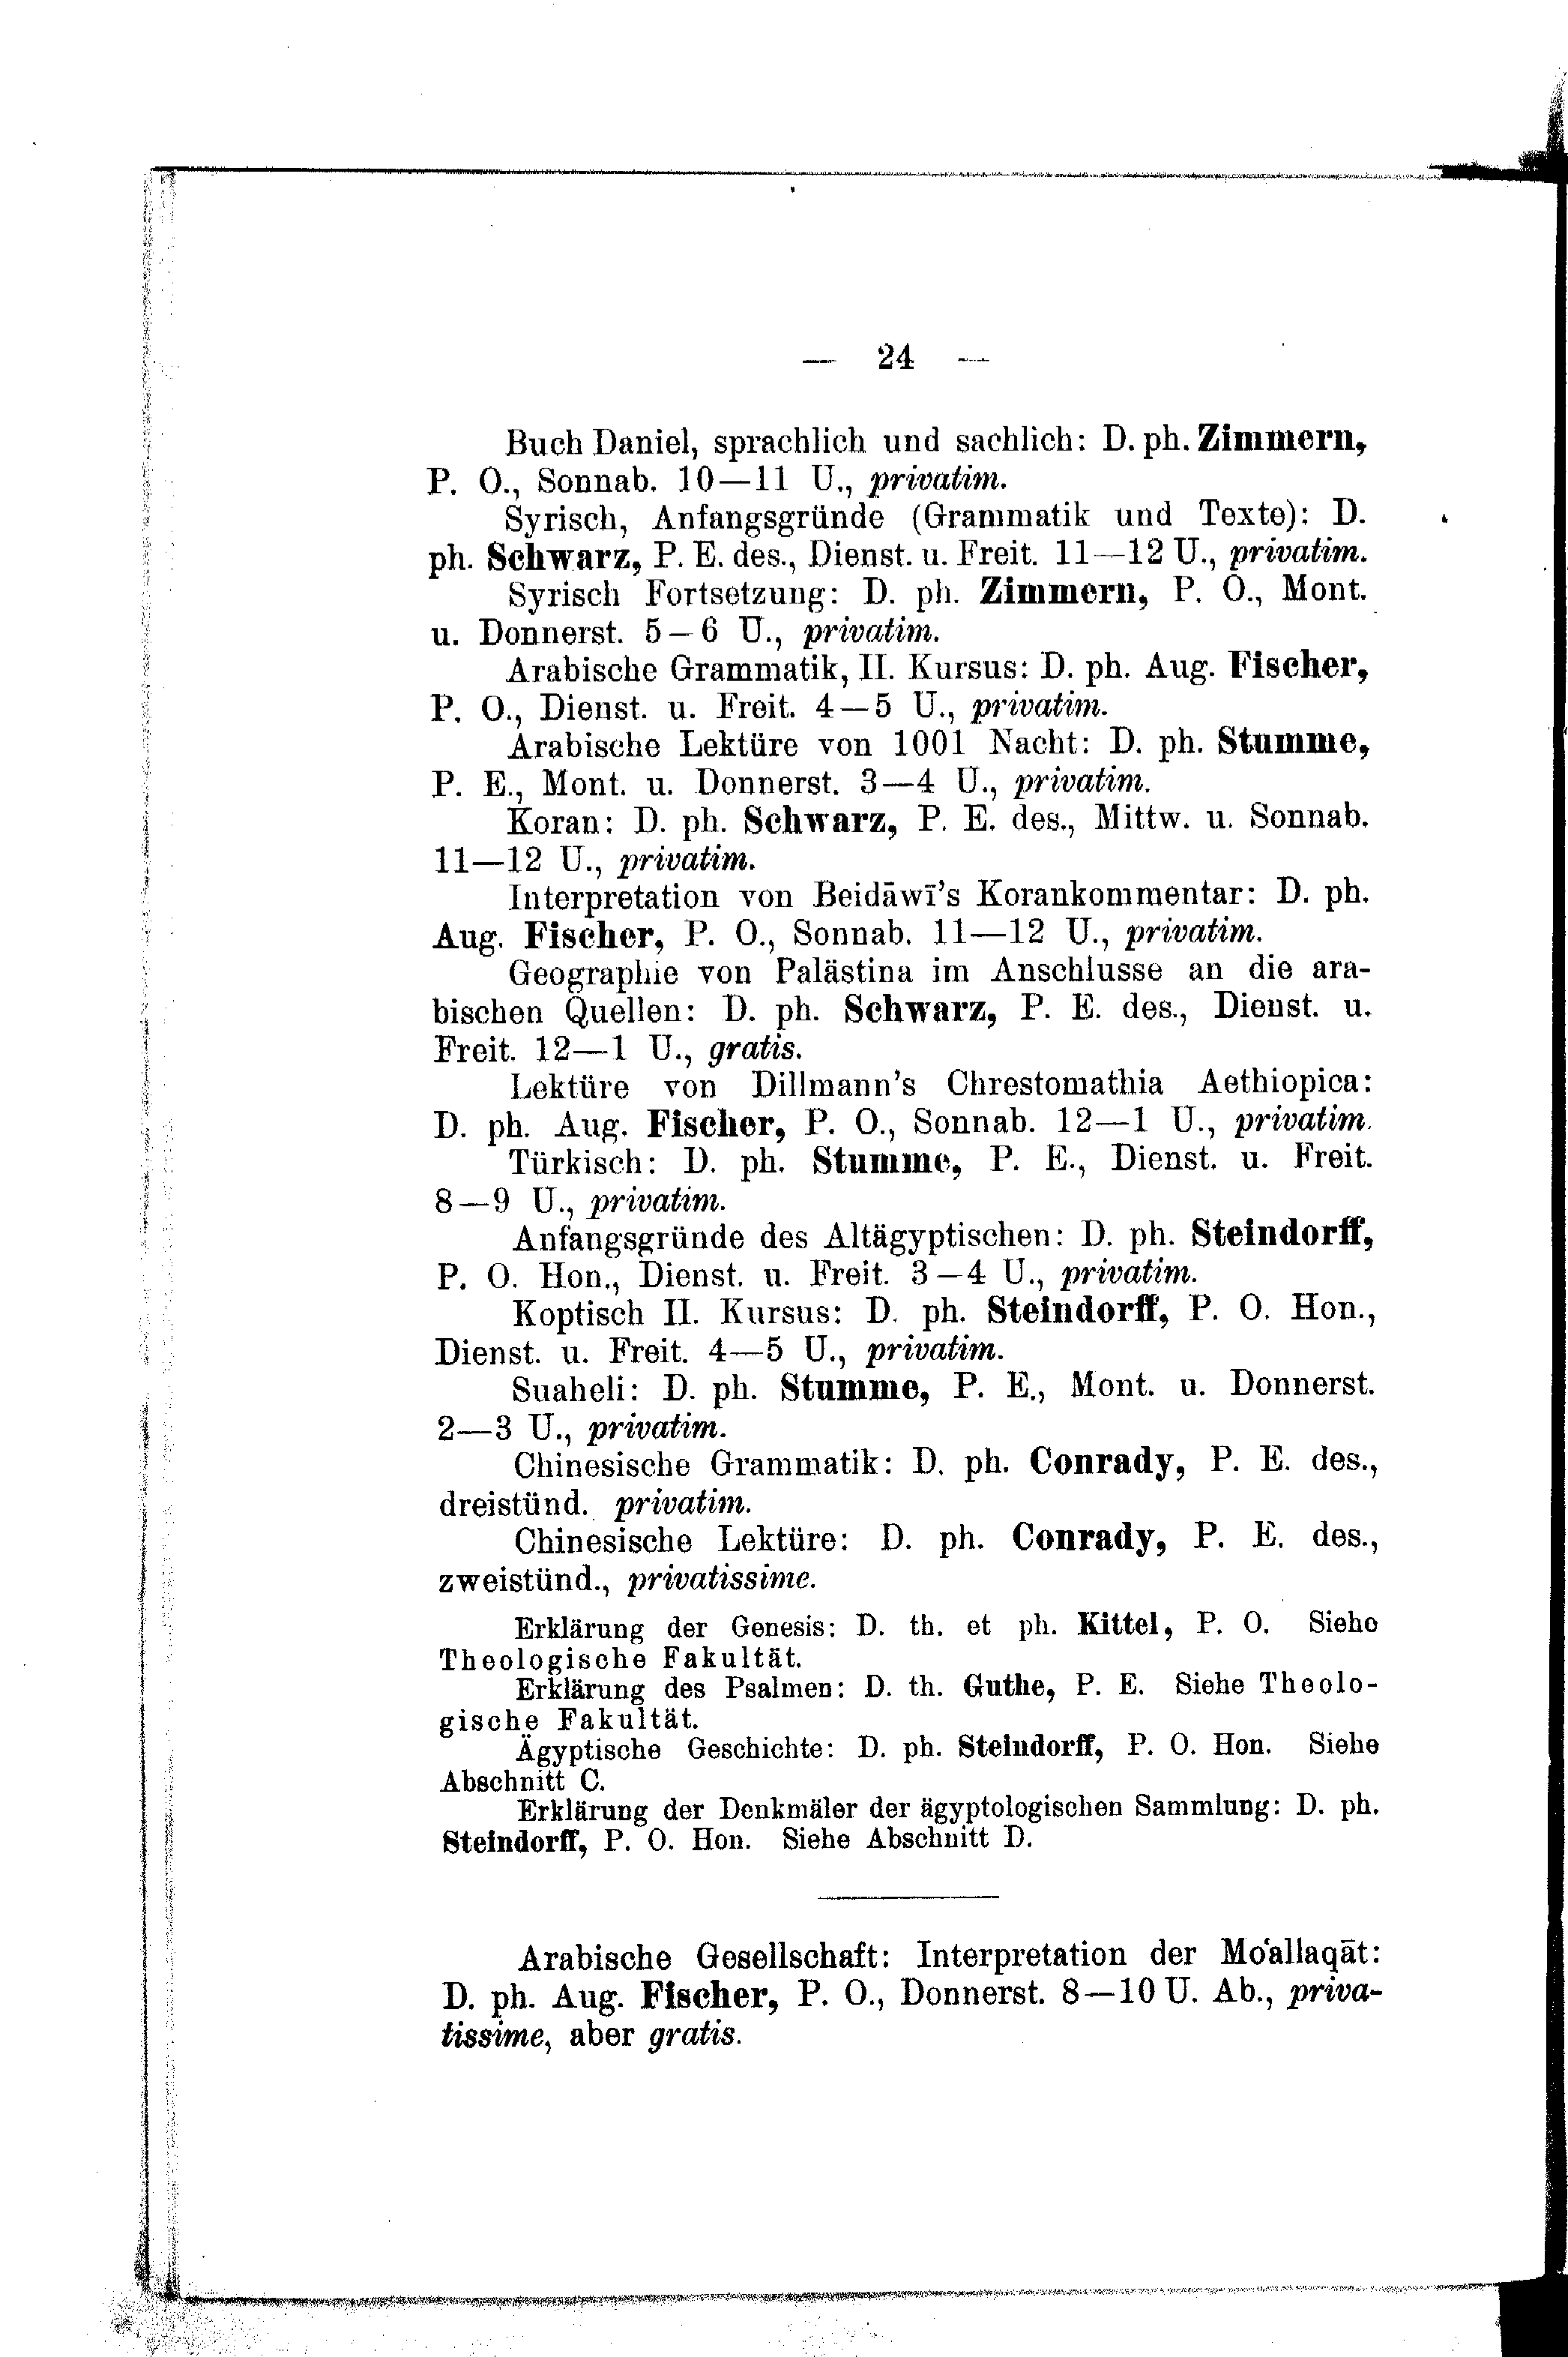 — 24 —
Buch Daniel, sprachlich und sachlich: D. ph. Zimmern,
P. O., Sonnab. 10—11 U., privatim.
Syrisch, Anfangsgründe (Grammatik und Texte): D.
ph. Schwarz, P. E. des., Dienst. u. Freit. 11—12 U., privatim.
Syrisch Fortsetzung: D. ph. Zimmern, P. O., Mont.
u. Donnerst. 5—6 U., privatim.
Arabische Grammatik, II. Kursus: D. ph. Aug. Fischer,
P. O., Dienst. u. Freit. 4—5 U., privatim.
Arabische Lektüre von 1001 Nacht: D. ph. Stumme,
P. E., Mont. u. Donnerst. 3—4 U., privatim.
Koran: D. ph. Schwarz, P. E. des., Mittw. u. Sonnab.
11—12 U., privatim.
Interpretation von Beidāwī's Korankommentar: D. ph.
Aug. Fischer, P. O., Sonnab. 11—12 U., privatim.
Geographie von Palästina im Anschlusse an die ara-
bischen Quellen: D. ph. Schwarz, P. E. des., Dienst. u.
Freit. 12—1 U., gratis.
Lektüre von Dillmann's Chrestomathia Aethiopica:
D. ph. Aug. Fischer, P. O., Sonnab. 12—1 U., privatim.
Türkisch: D. ph. Stumme, P. E., Dienst. u. Freit.
8—9 U., privatim.
Anfangsgründe des Altägyptischen: D. ph. Steindorff,
P. O. Hon., Dienst. u. Freit. 3—4 U., privatim.
Koptisch II. Kursus: D. ph. Steindorff, P. O. Hon.,
Dienst. u. Freit. 4—5 U., privatim.
Suaheli: D. ph. Stumme, P. E., Mont. u. Donnerst.
2—3 U., privatim.
Chinesische Grammatik: D. ph. Conrady, P. E. des.,
dreistünd. privatim.
Chinesische Lektüre: D. ph. Conrady, P. E. des.,
zweistünd., privatissime.
Erklärung der Genesis: D. th. et ph. Kittel, P. O. Siehe
Theologische Fakultät.
Erklärung des Psalmen: D. th. Guthe, P. E. Siehe Theolo-
gische Fakultät.
Ägyptische Geschichte: D. ph. Steindorff, P. O. Hon. Siehe
Abschnitt C.
Erklärung der Denkmäler der ägyptologischen Sammlung: D. ph.
Steindorff, P. O. Hon. Siehe Abschnitt D.
Arabische Gesellschaft: Interpretation der Mo'allaqāt:
D. ph. Aug. Fischer, P. O., Donnerst. 8—10 U. Ab., priva-
tissime, aber gratis.